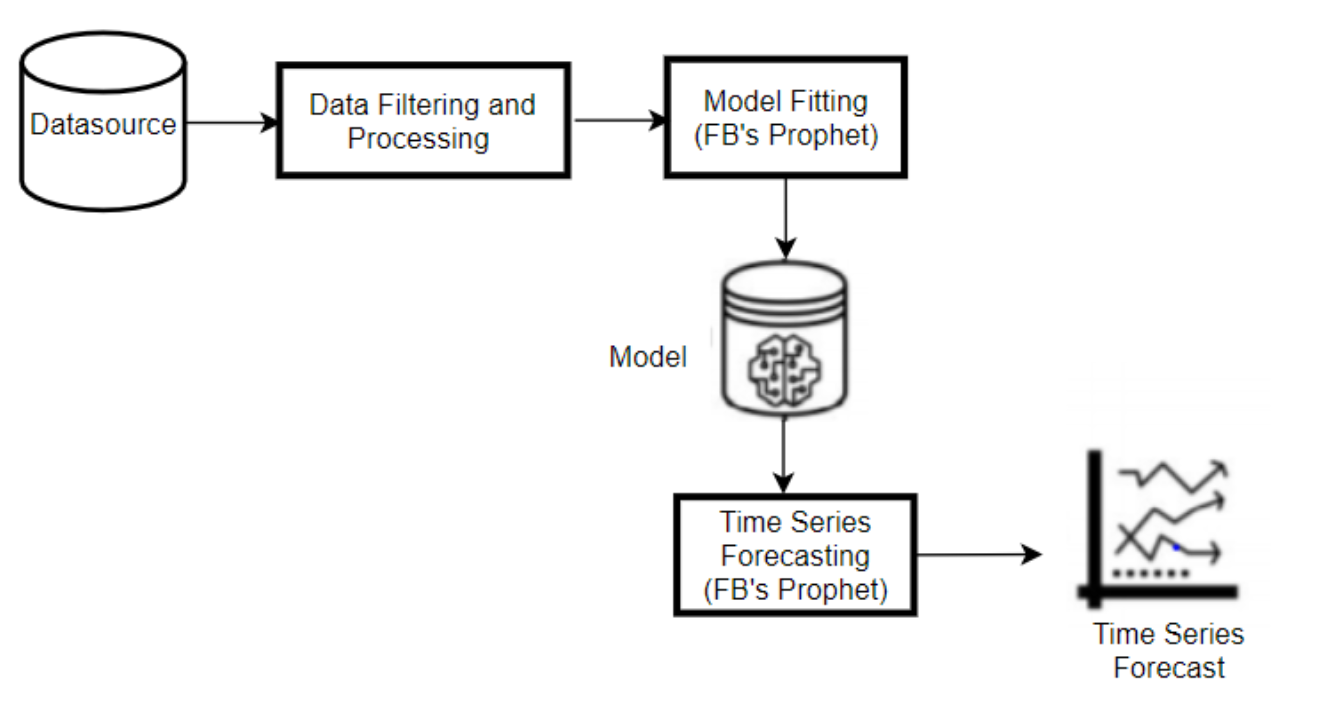 Datasource
Data Filtering and
Processing
Model Fitting
(FB's Prophet)
Model
Time Series
Forecasting
(FB's Prophet)
Time Series
Forecast